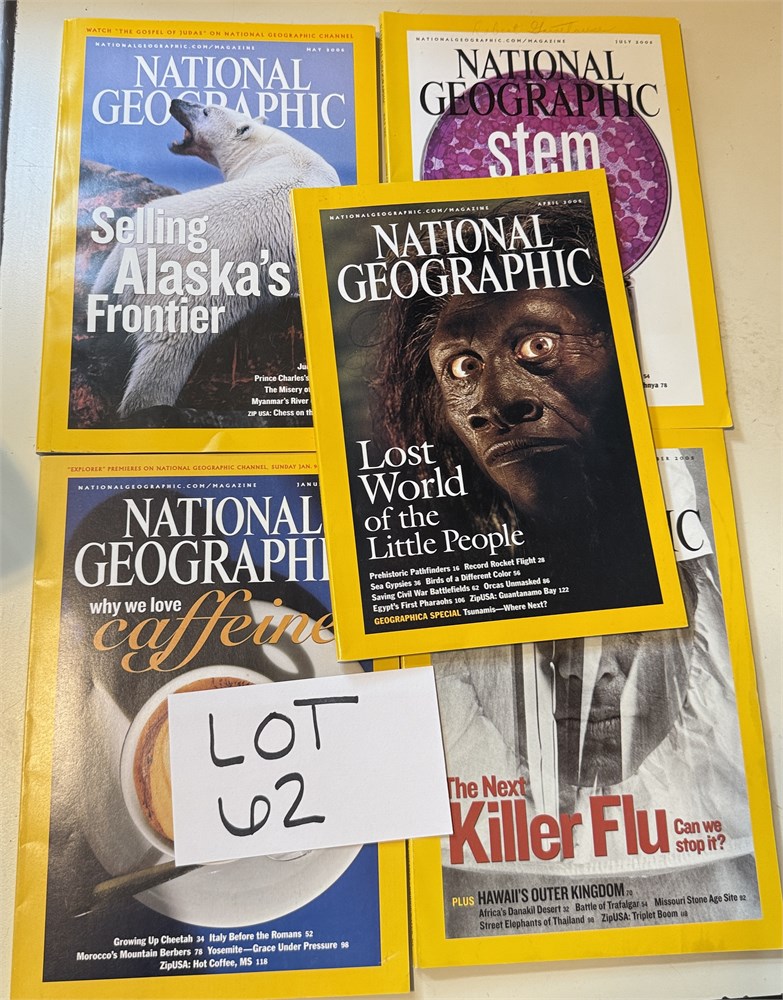 WATCH "THE GOSPEL OF JUDAS" ON NATIONAL GEOGRAPHIC CHANNEL
NATIONALGEOGRAPHIC.COM/MAGAZINE MAY 2006
NATIONAL
GEOGRAPHIC
Selling
Alaska's
Frontier
Prince Charles's
The Misery
Myanmar's River
ZIP USA: Chess on
NATIONALGEOGRAPHIC.COM/MAGAZINE JULY 2005
NATIONAL
GEOGRAPHIC
stem
54
78
NATIONALGEOGRAPHIC.COM/MAGAZINE APRIL 2005
NATIONAL
GEOGRAPHIC
Lost
World
of the
Little People
Prehistoric Pathfinders 16 Record Rocket Flight 28
Sea Gypsies 36 Birds of a Different Color 56
Saving Civil War Battlefields 62 Orcas Unmasked 86
Egypt's First Pharaohs 106 ZipUSA: Guantanamo Bay 122
GEOGRAPHICA SPECIAL Tsunamis—Where Next?
"EXPLORER" PREMIERES ON NATIONAL GEOGRAPHIC CHANNEL, SUNDAY JAN. 9
NATIONALGEOGRAPHIC.COM/MAGAZINE JANU
NATIONAL
GEOGRAPHI
why we love
caffeine
LOT
62
Growing Up Cheetah 34 Italy Before the Romans 52
Morocco's Mountain Berbers 78 Yosemite—Grace Under Pressure 98
ZipUSA: Hot Coffee, MS 118
IC
The Next
Killer Flu
Can we
stop it?
PLUS HAWAII'S OUTER KINGDOM 70
Africa's Danakil Desert 32 Battle of Trafalgar 54 Missouri Stone Age Site 92
Street Elephants of Thailand 98 ZipUSA: Triplet Boom